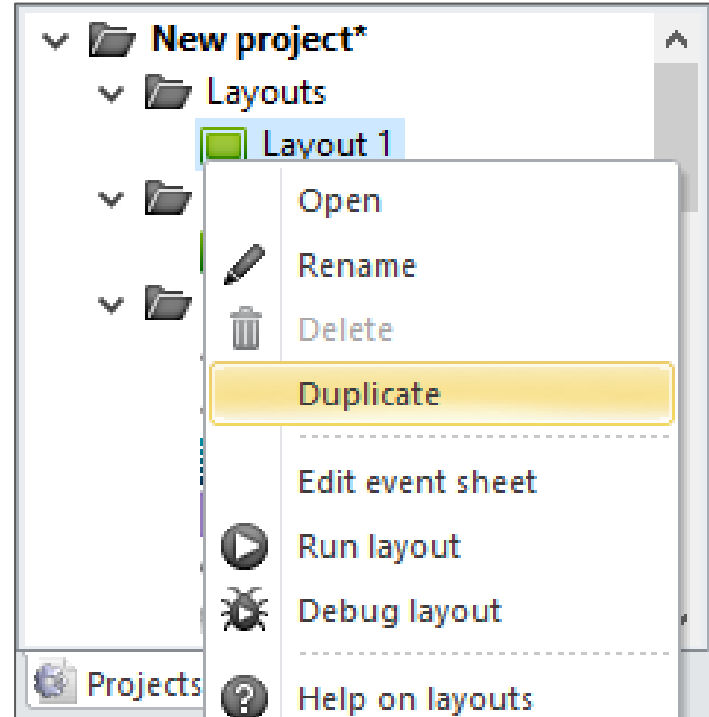 New project*
Layouts
Layout 1
Open
Rename
Delete
Duplicate
Edit event sheet
Run layout
Debug layout
Help on layouts
Projects